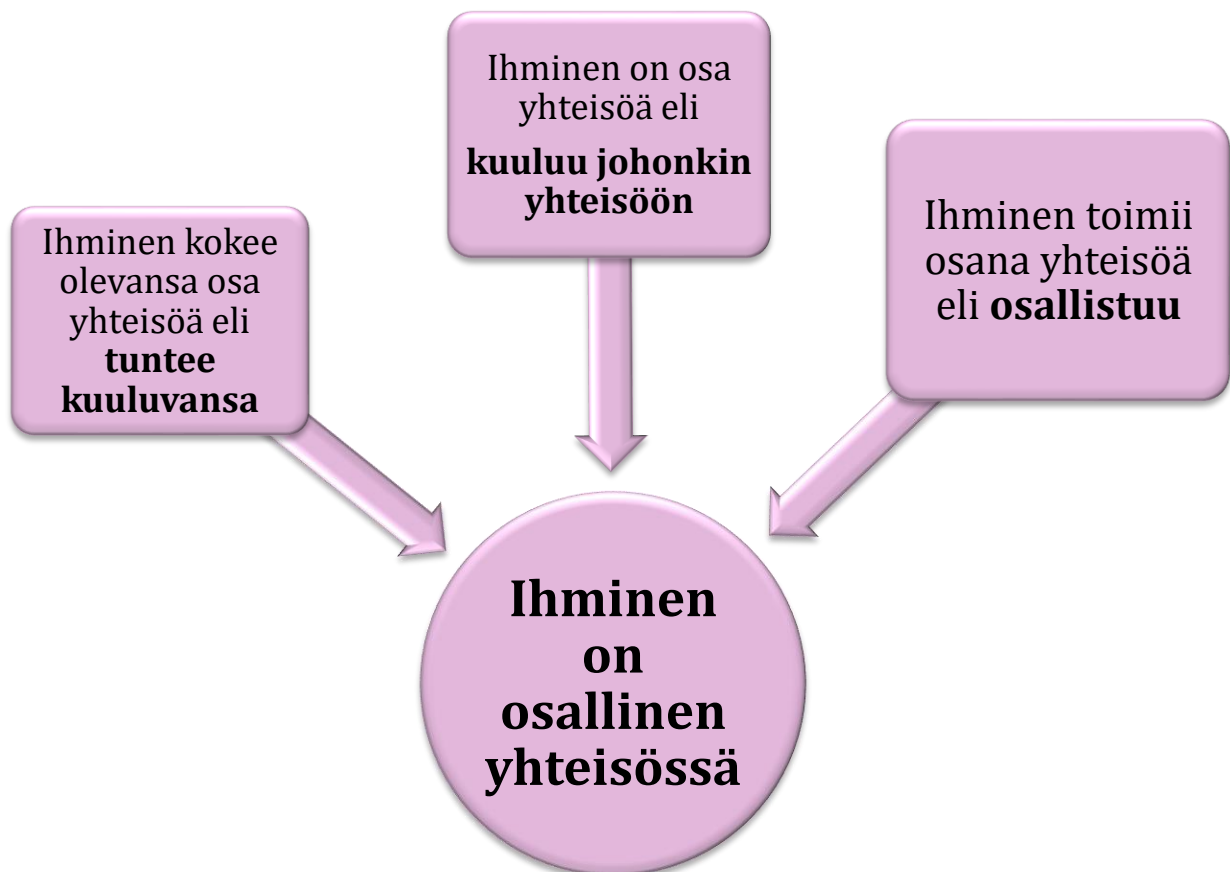 Ihminen kokee
olevansa osa
yhteisöä eli
tuntee
kuuluvansa
Ihminen on osa
yhteisöä eli
kuuluu johonkin
yhteisöön
Ihminen toimii
osana yhteisöä
eli osallistuu
Ihminen
on
osallinen
yhteisössä